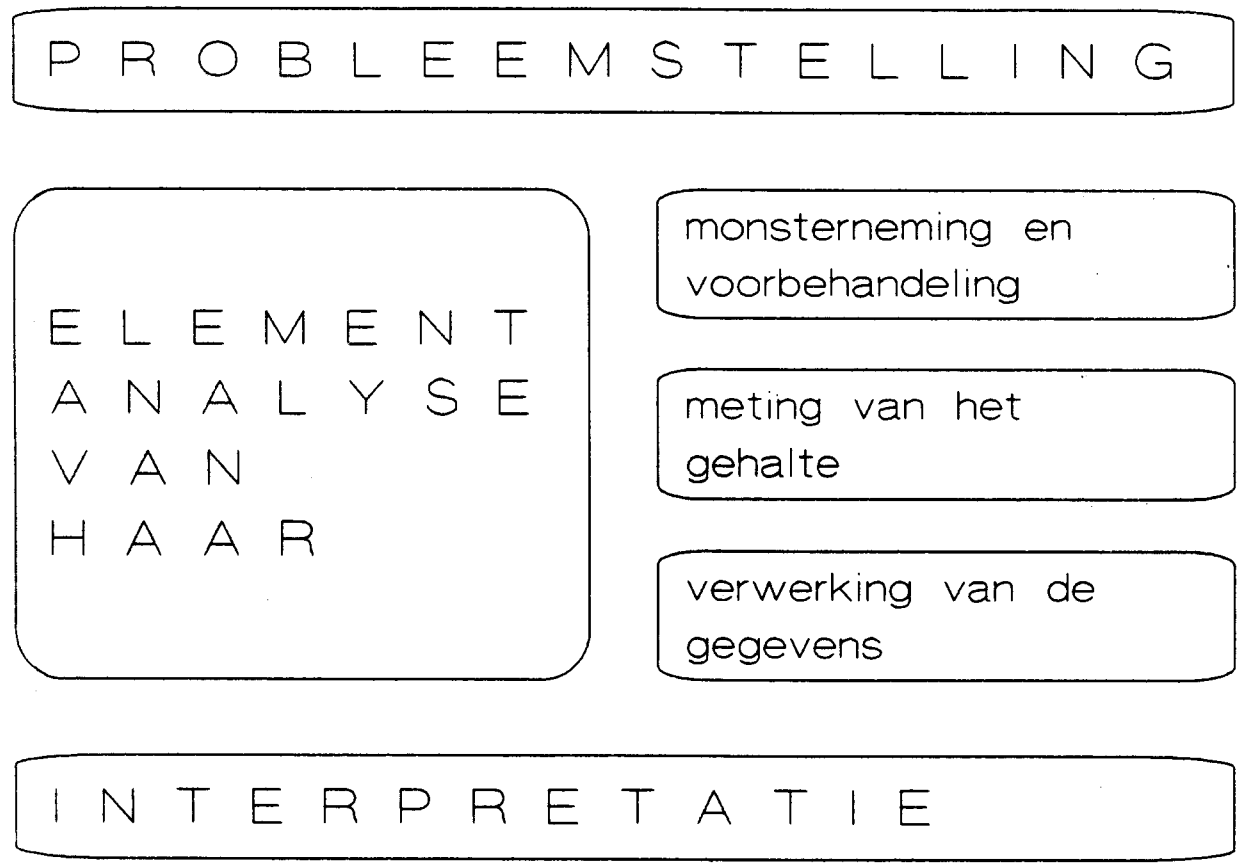 PROBLEEMSTELLING
ELEMENT
ANALYSE
VAN
HAAR
monsterneming en
voorbehandeling
meting van het
gehalte
verwerking van de
gegevens
INTERPRETATIE